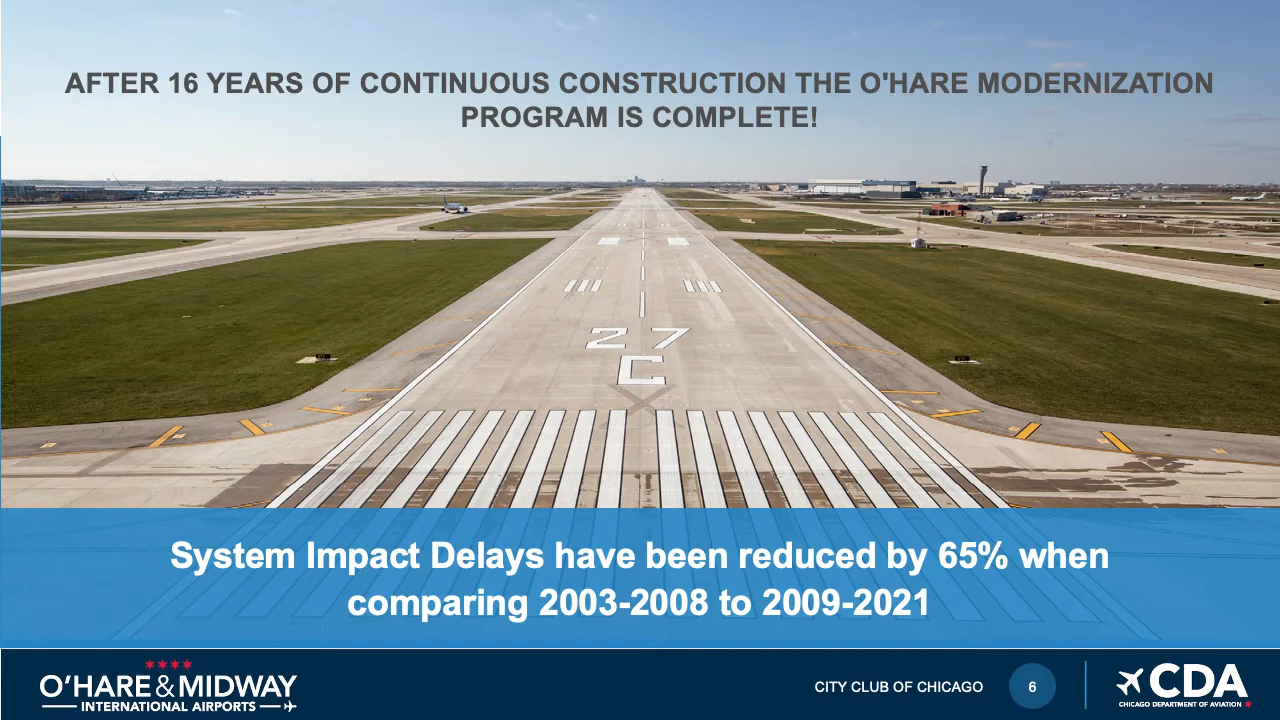 AFTER 16 YEARS OF CONTINUOUS CONSTRUCTION THE O'HARE MODERNIZATION
PROGRAM IS COMPLETE!
27
C
System Impact Delays have been reduced by 65% when
comparing 2003-2008 to 2009-2021
O'HARE & MIDWAY
INTERNATIONAL AIRPORTS
CITY CLUB OF CHICAGO
6
CDA
CHICAGO DEPARTMENT OF AVIATION